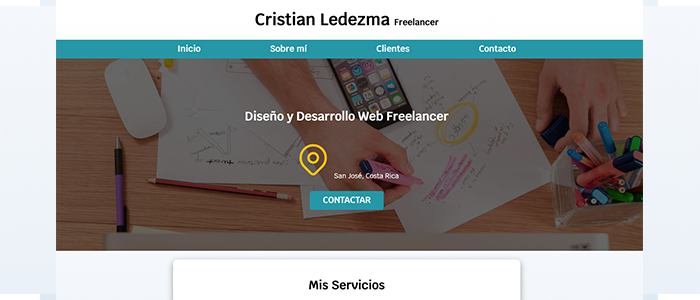 Cristian Ledezma Freelancer
Inicio Sobre mí Clientes Contacto
Diseño y Desarrollo Web Freelancer
San José, Costa Rica
CONTACTAR
Mis Servicios